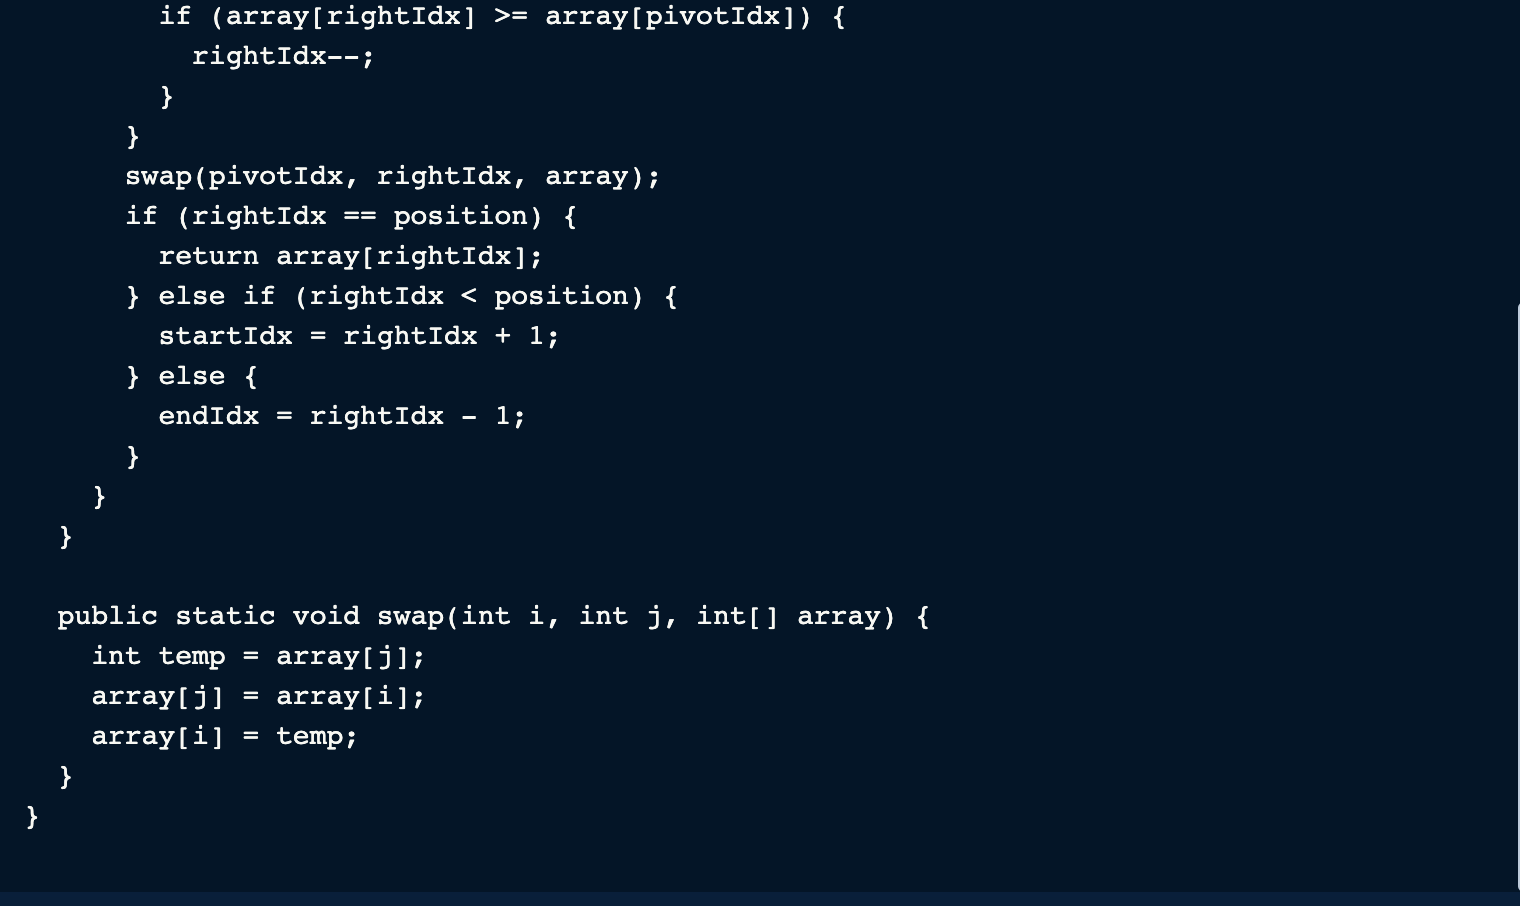 if (array[rightIdx] >= array[pivotIdx]) {
rightIdx--;
}
}
swap(pivotIdx, rightIdx, array);
if (rightIdx == position) {
return array[rightIdx];
} else if (rightIdx < position) {
startIdx = rightIdx + 1;
} else {
endIdx = rightIdx - 1;
}
}
}
public static void swap(int i, int j, int[] array) {
int temp = array[j];
array[j] = array[i];
array[i] = temp;
}
}